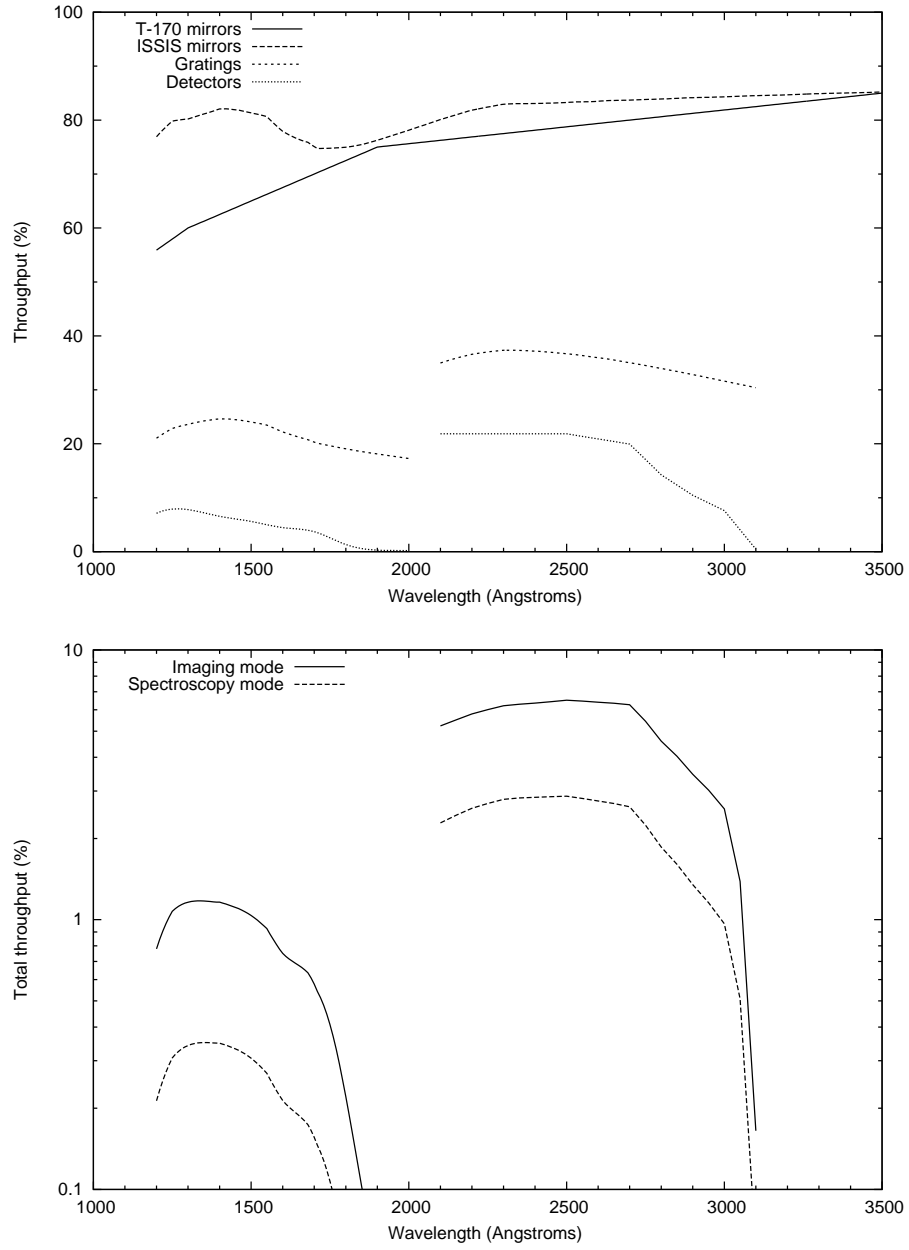 T-170 mirrors
ISSIS mirrors
Gratings
Detectors
100
80
60
40
20
0
Throughput (%)
1000 1500 2000 2500 3000 3500
Wavelength (Angstroms)
Imaging mode
Spectroscopy mode
10
1
0.1
Total throughput (%)
1000 1500 2000 2500 3000 3500
Wavelength (Angstroms)